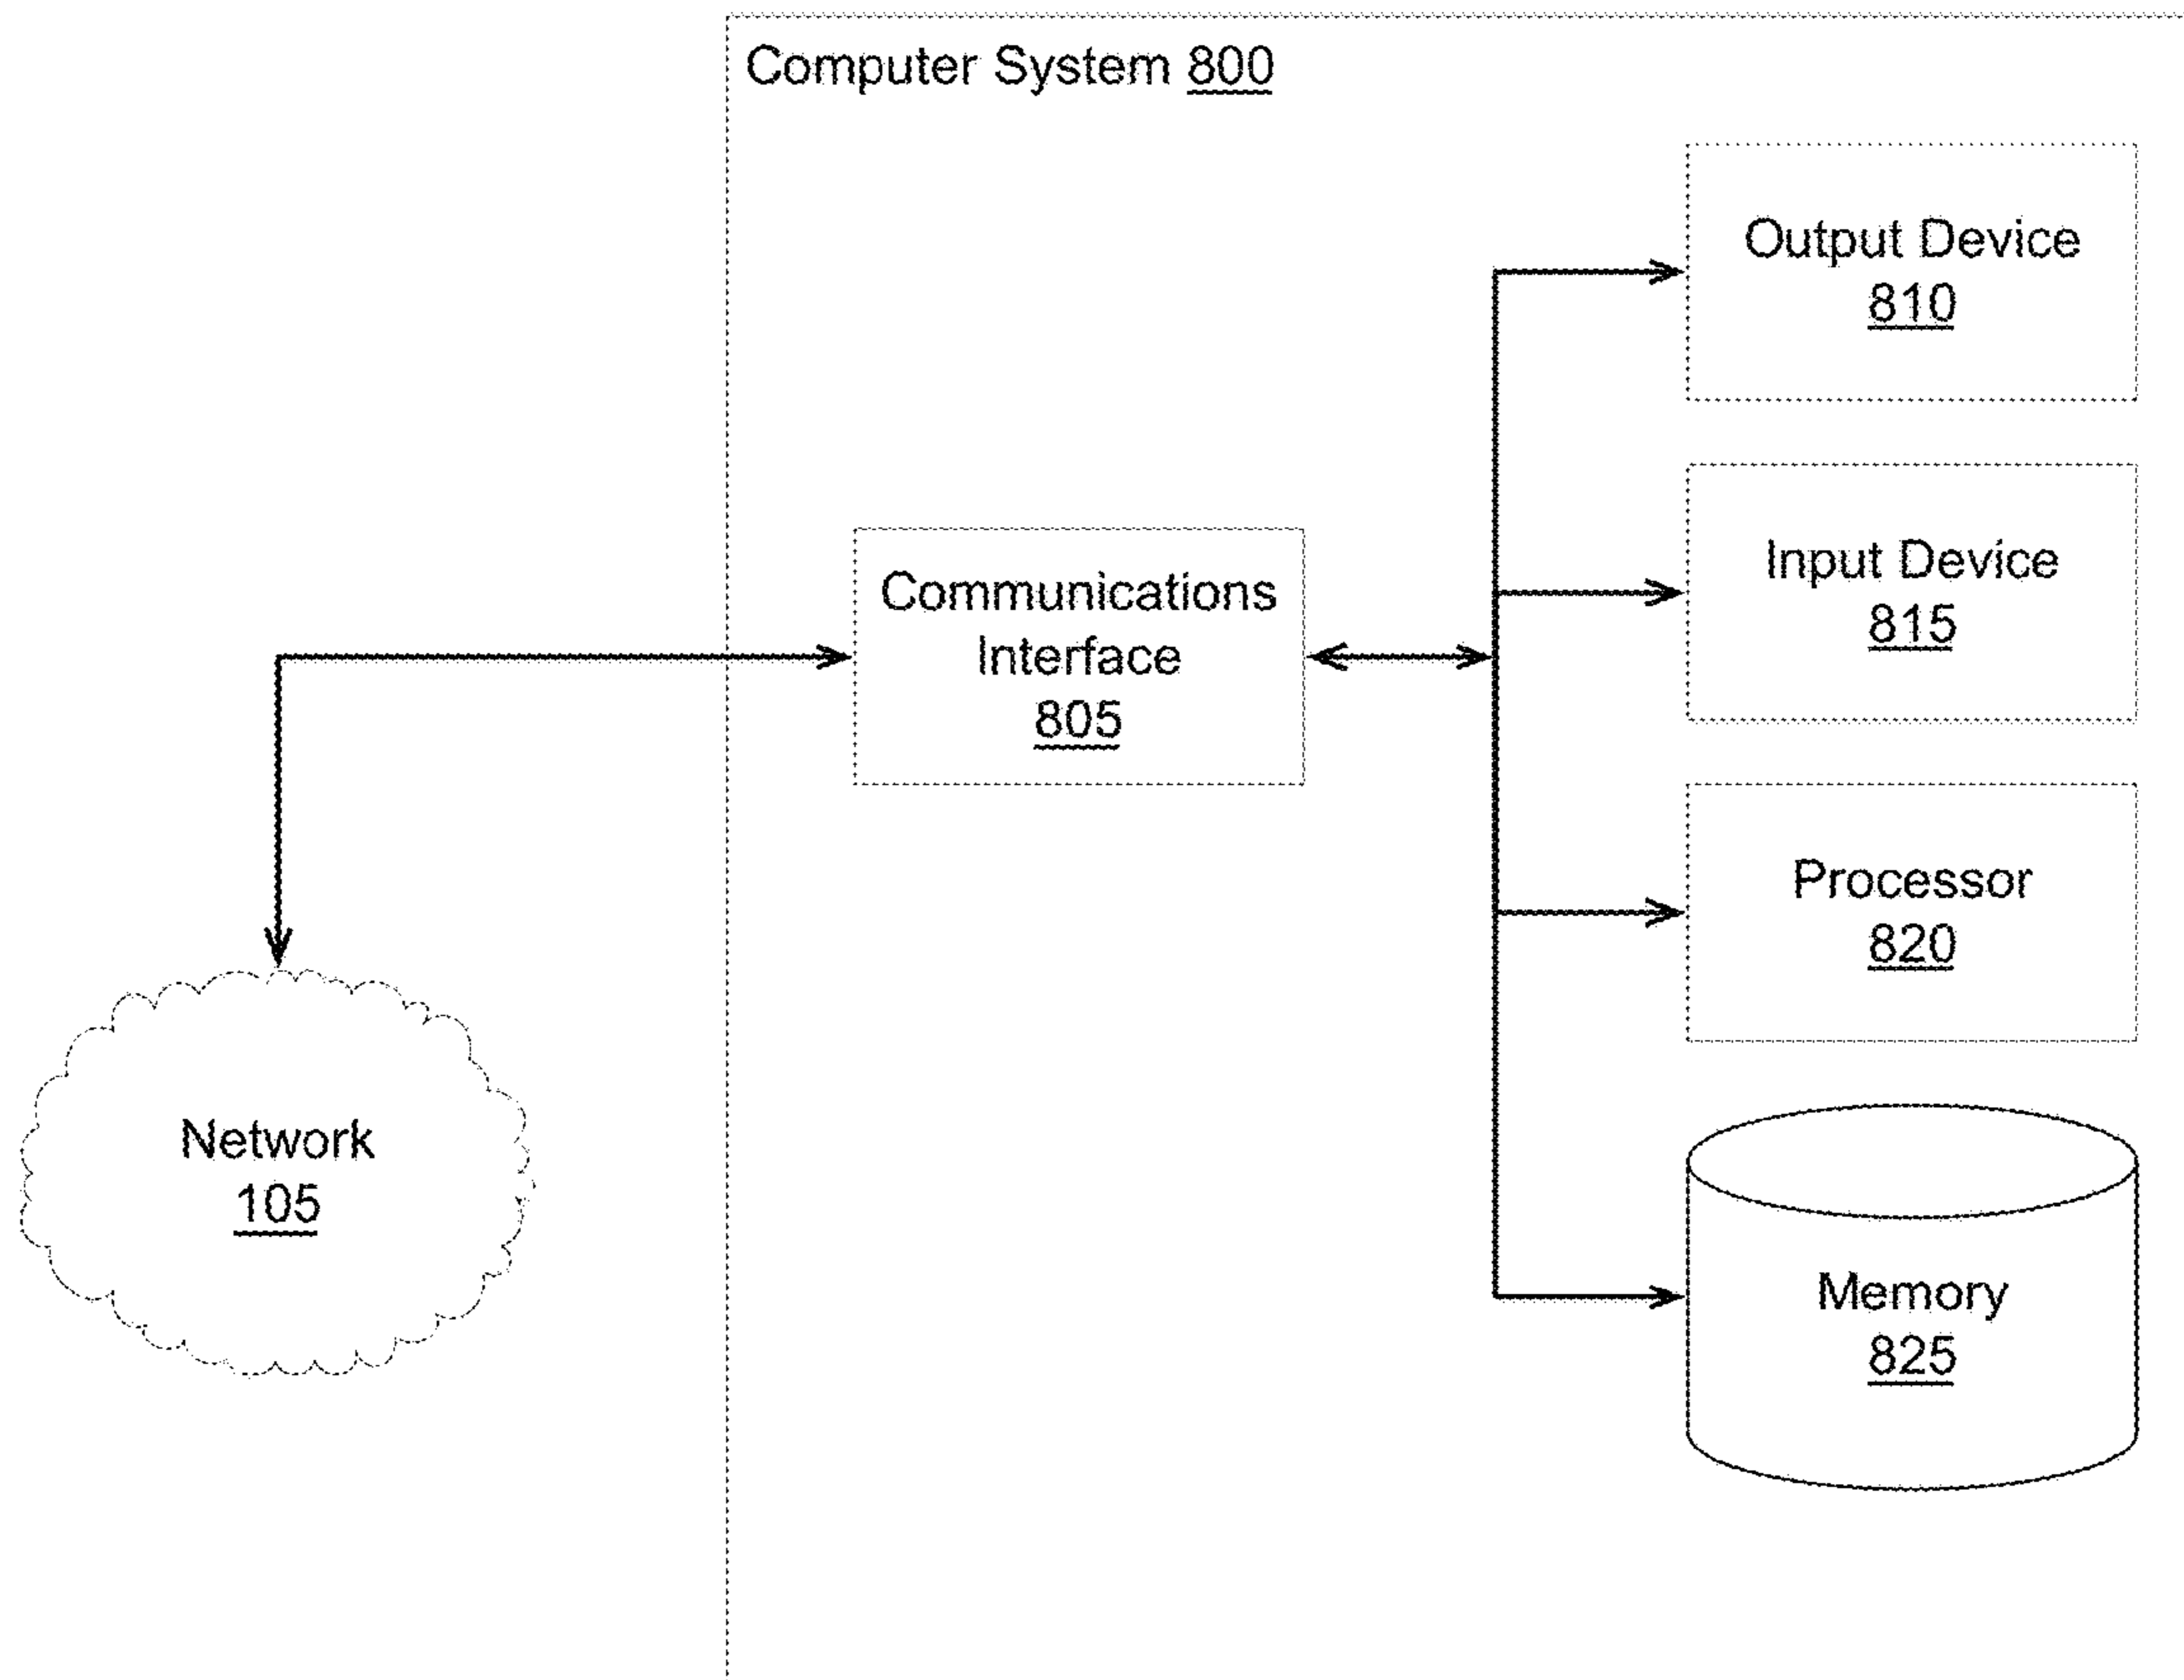 Computer System 800
Output Device
810
Input Device
815
Communications
Interface
805
Processor
820
Network
105
Memory
825